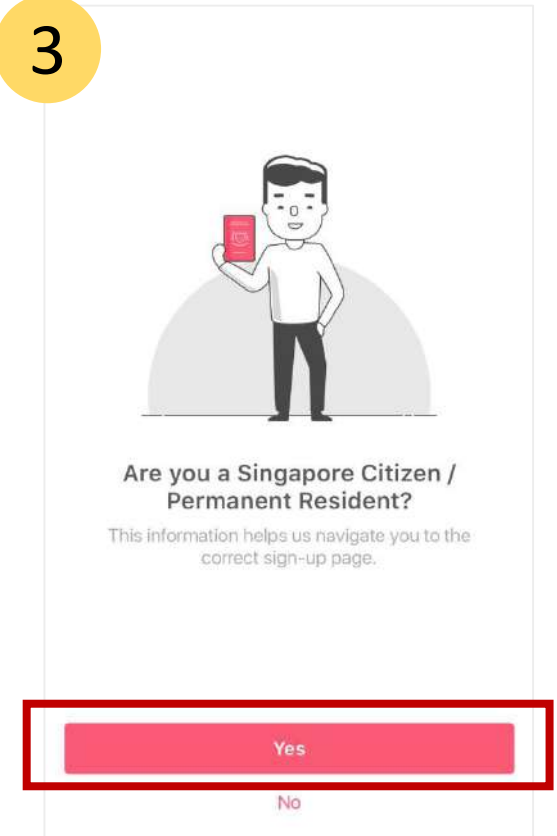 3
Are you a Singapore Citizen /
Permanent Resident?
This information helps us navigate you to the
correct sign-up page.
Yes
No